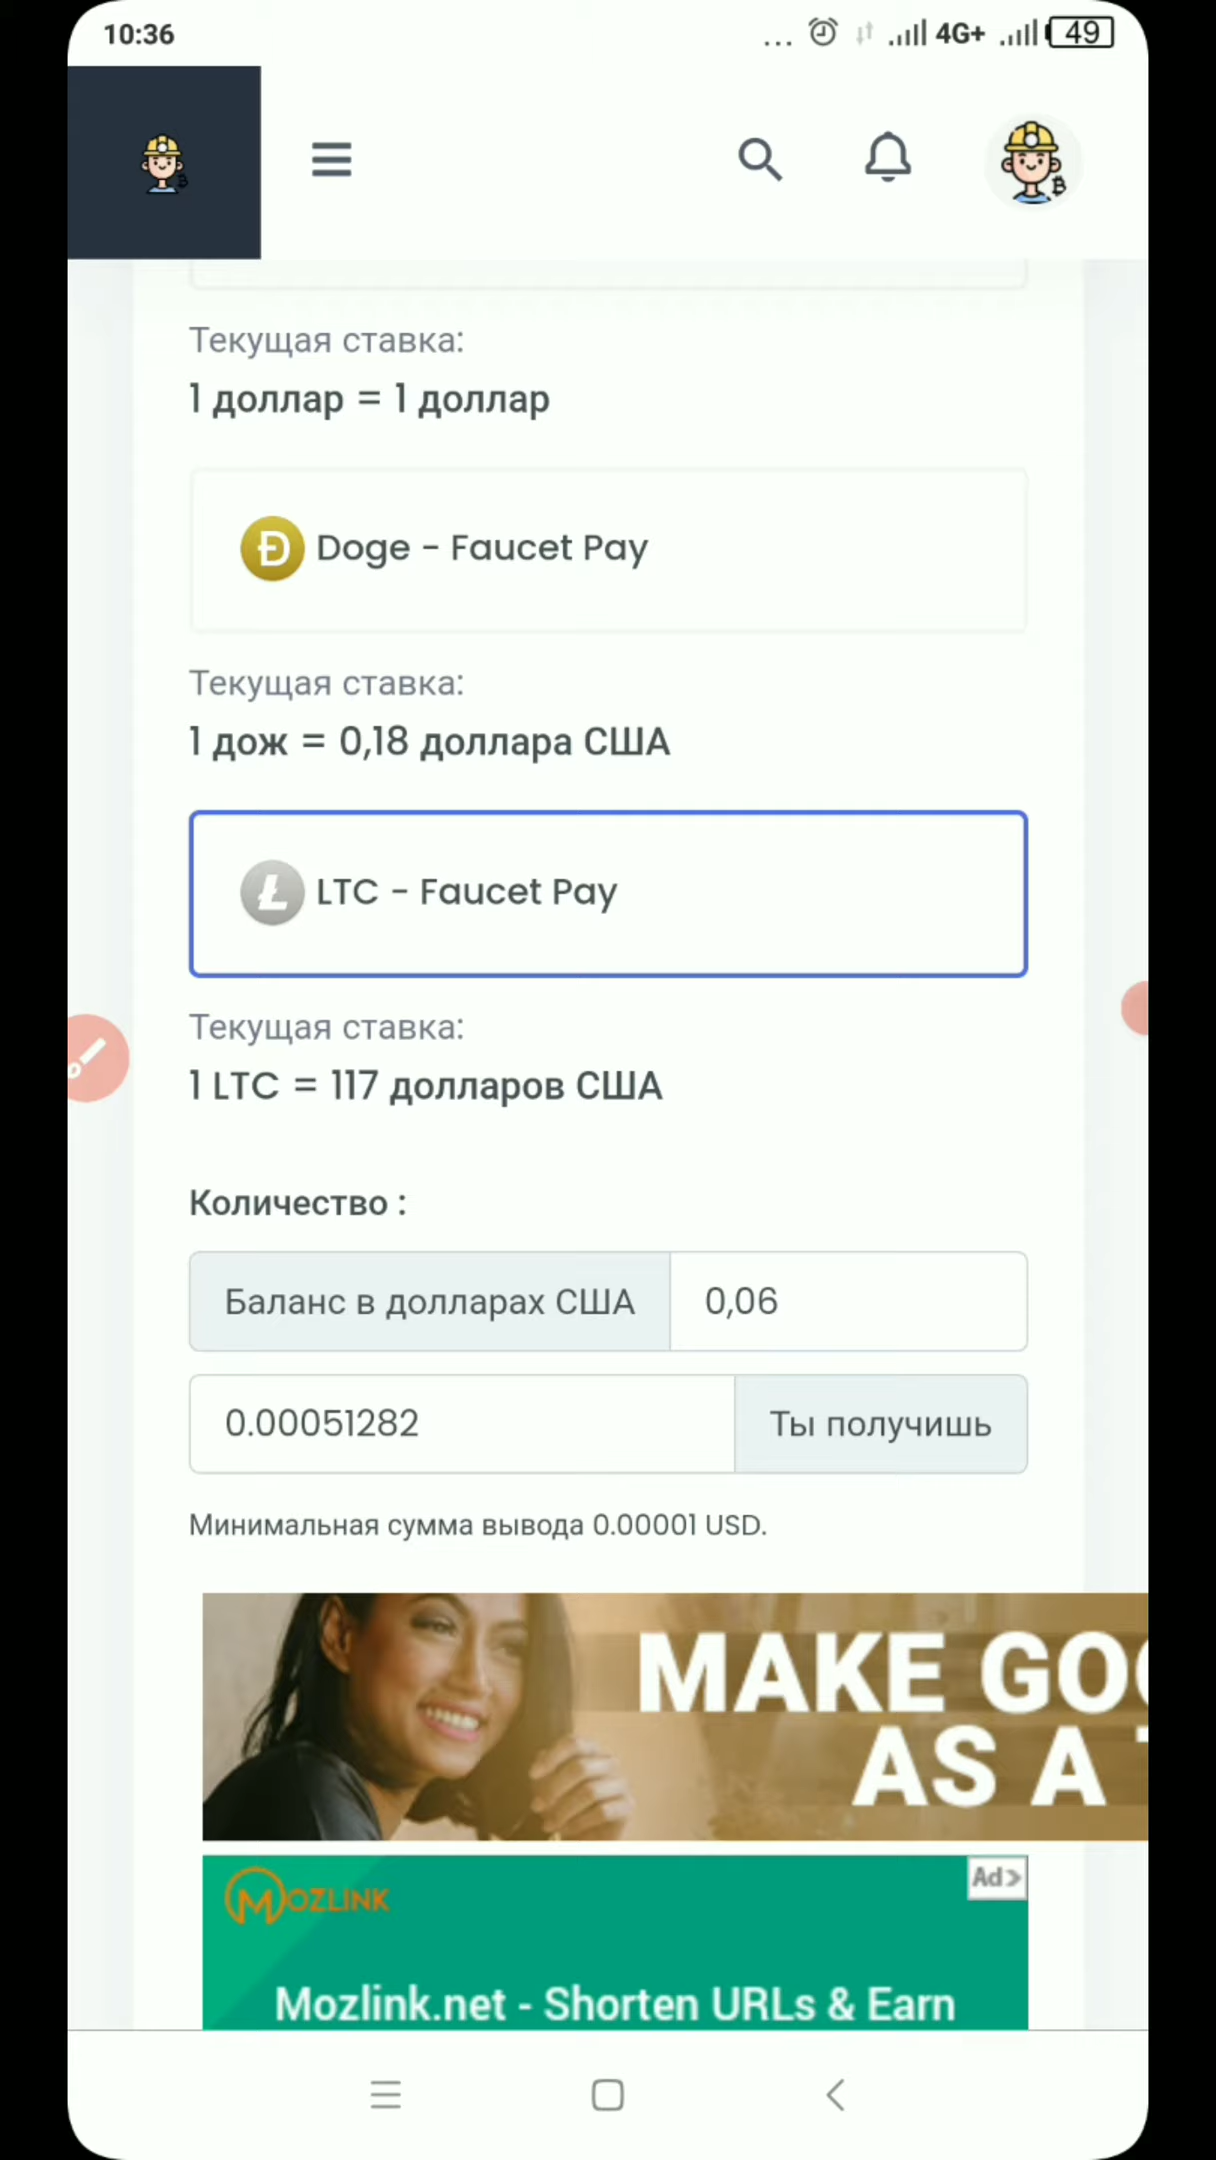 10:36
... 4G+ 49
Текущая ставка:
1 доллар = 1 доллар
Doge - Faucet Pay
Текущая ставка:
1 дож = 0,18 доллара США
LTC - Faucet Pay
Текущая ставка:
1 LTC = 117 долларов США
Количество :
Баланс в долларах США 0,06
0.00051282 Ты получишь
Минимальная сумма вывода 0.00001 USD.
MAKE
AS A
MOZLINK Ad
Mozlink.net - Shorten URLs & Earn